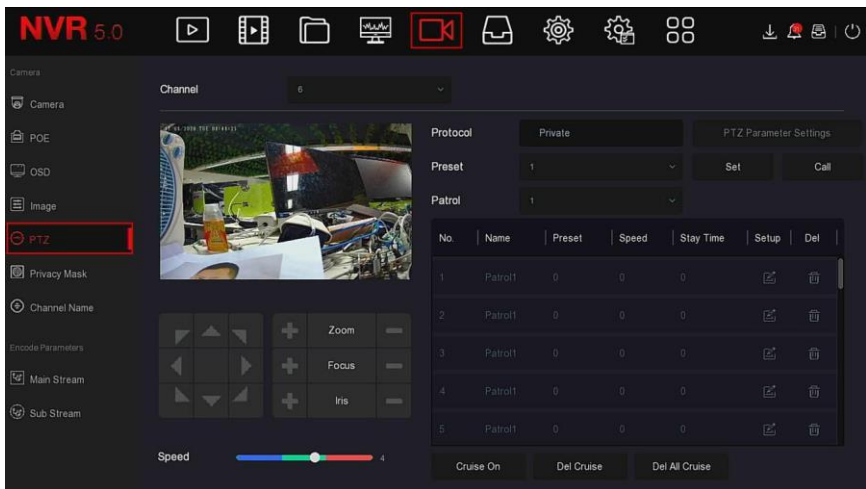 NVR 5.0
Camera
Camera
POE
OSD
Image
PTZ
Privacy Mask
Channel Name
Encode Parameters
Main Stream
Sub Stream
Channel 6
Protocol Private PTZ Parameter Settings
Preset 1 Set Call
Patrol 1
No. Name Preset Speed Stay Time Setup Del
1 Patrol1 0 0 0
2 Patrol1 0 0 0
3 Patrol1 0 0 0
4 Patrol1 0 0 0
5 Patrol1 0 0 0
Zoom
Focus
Iris
Speed 4
Cruise On Del Cruise Del All Cruise